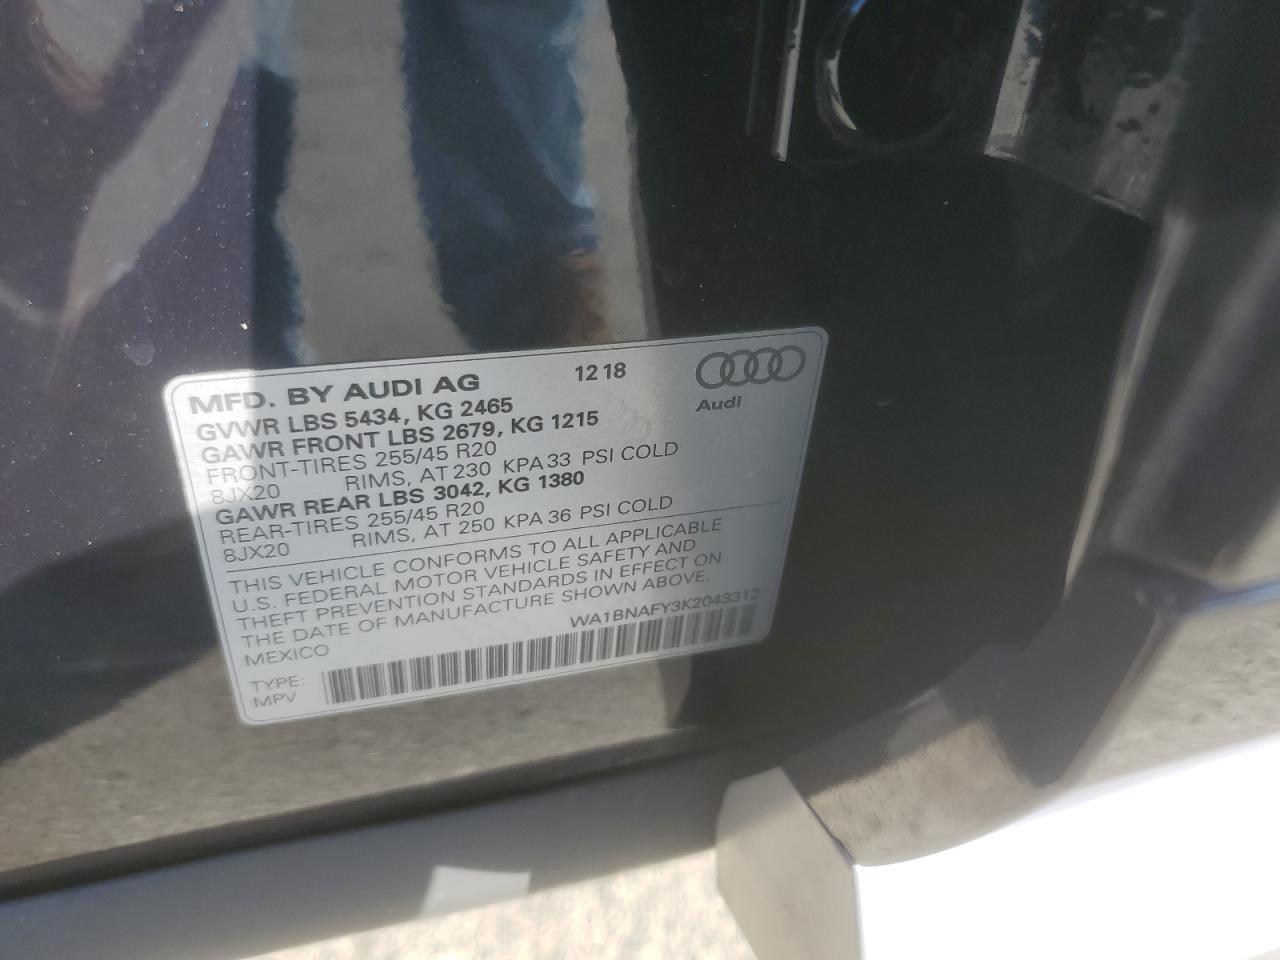 MFD. BY AUDI AG 12 18
Audi
GVWR LBS 5434, KG 2465
GAWR FRONT LBS 2679, KG 1215
FRONT-TIRES 255/45 R20
8JX20 RIMS, AT 230 KPA 33 PSI COLD
GAWR REAR LBS 3042, KG 1380
REAR-TIRES 255/45 R20
8JX20 RIMS, AT 250 KPA 36 PSI COLD
THIS VEHICLE CONFORMS TO ALL APPLICABLE
U.S. FEDERAL MOTOR VEHICLE SAFETY AND
THEFT PREVENTION STANDARDS IN EFFECT ON
THE DATE OF MANUFACTURE SHOWN ABOVE.
MEXICO WA1BNAFY3K2043312
TYPE:
MPV